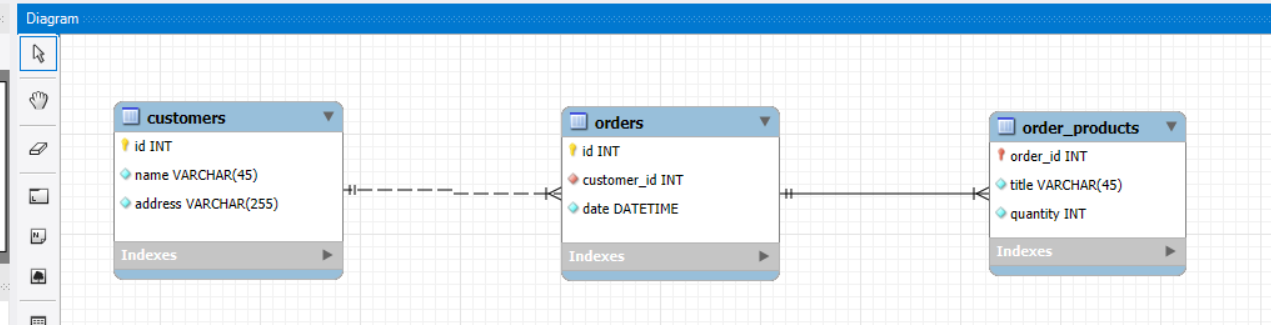 Diagram
customers
id INT
name VARCHAR(45)
address VARCHAR(255)
Indexes
orders
id INT
customer_id INT
date DATETIME
Indexes
order_products
order_id INT
title VARCHAR(45)
quantity INT
Indexes